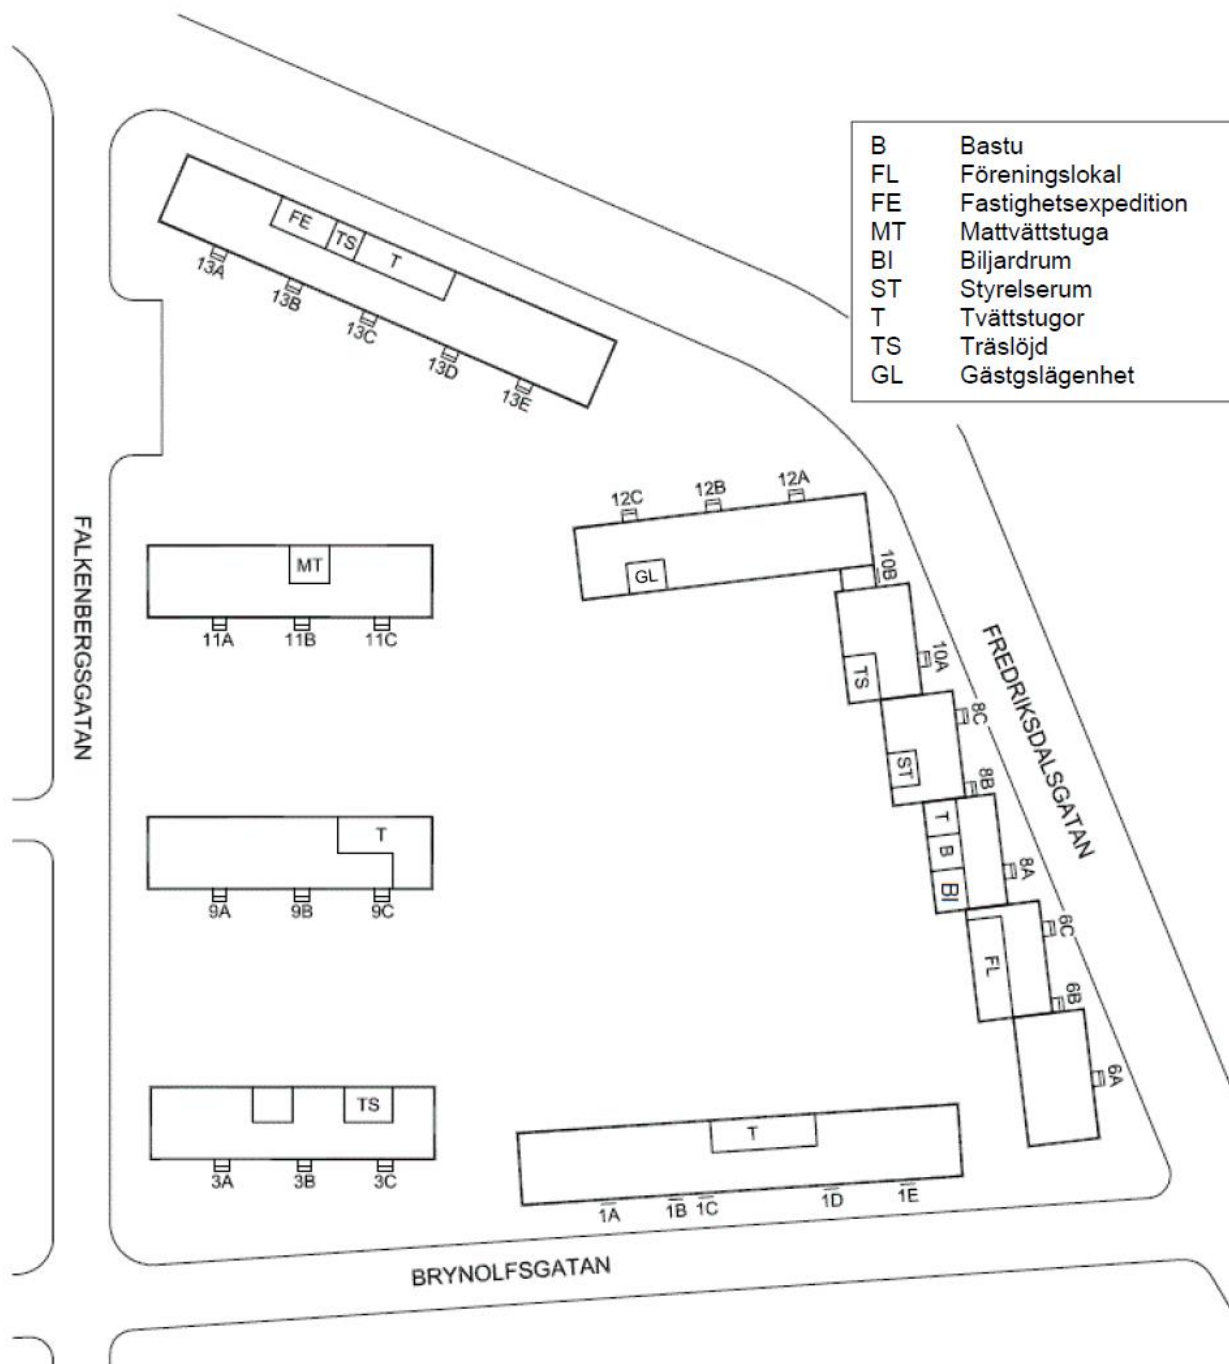 B Bastu
FL Föreningslokal
FE Fastighetsexpedition
MT Mattvättstuga
BI Biljardrum
ST Styrelserum
T Tvättstugor
TS Träslöjd
GL Gästgslägenhet
FE TS T
13A 13B 13C 13D 13E
12C 12B 12A
GL
10B
10A
TS
8C
ST
8B
T
B
8A
BI
6C
FL
6B
6A
FREDRIKSDALSGATAN
FALKENBERGSGATAN
MT
11A 11B 11C
T
9A 9B 9C
TS
3A 3B 3C
T
1A 1B 1C 1D 1E
BRYNOLFSGATAN